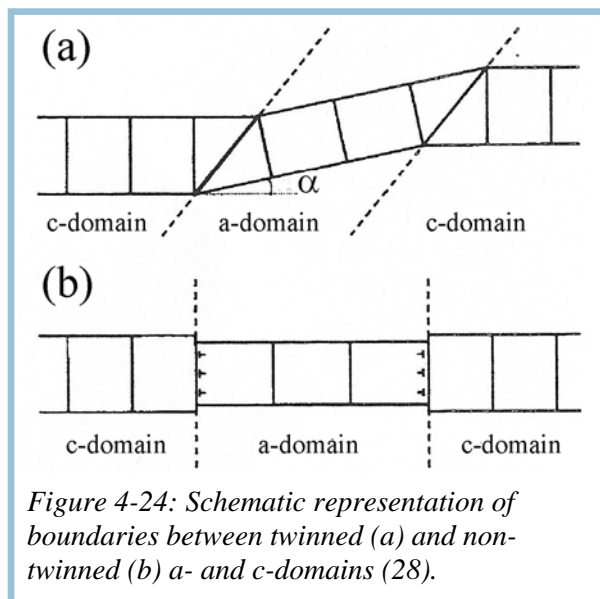 (a)
α
c-domain a-domain c-domain
(b)
c-domain a-domain c-domain
Figure 4-24: Schematic representation of
boundaries between twinned (a) and non-
twinned (b) a- and c-domains (28).